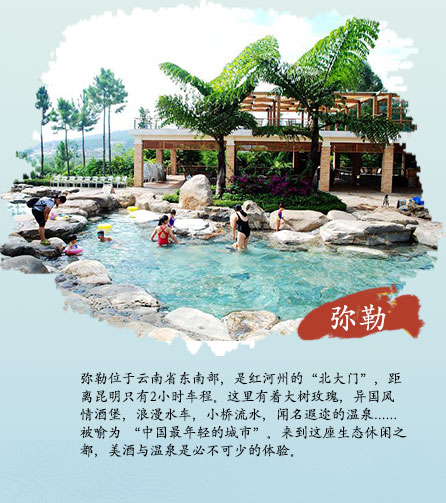 弥勒
弥勒位于云南省东南部，是红河州的“北大门”，距
离昆明只有2小时车程。这里有着大树玫瑰，异国风
情酒堡，浪漫水车，小桥流水，闻名遐迩的温泉......
被喻为 “中国最年轻的城市”。来到这座生态休闲之
都，美酒与温泉是必不可少的体验。